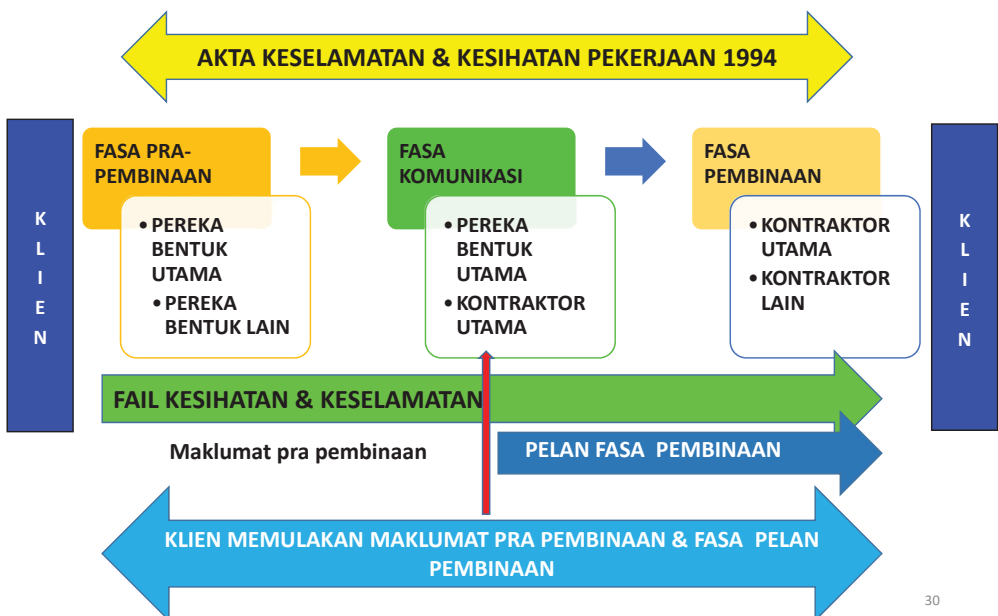 AKTA KESELAMATAN & KESIHATAN PEKERJAAN 1994
K
L
I
E
N
FASA PRA-
PEMBINAAN
• PEREKA
BENTUK
UTAMA
• PEREKA
BENTUK LAIN
FASA
KOMUNIKASI
• PEREKA
BENTUK
UTAMA
• KONTRAKTOR
UTAMA
FASA
PEMBINAAN
• KONTRAKTOR
UTAMA
• KONTRAKTOR
LAIN
K
L
I
E
N
FAIL KESIHATAN & KESELAMATAN
Maklumat pra pembinaan
PELAN FASA PEMBINAAN
KLIEN MEMULAKAN MAKLUMAT PRA PEMBINAAN & FASA PELAN
PEMBINAAN
30